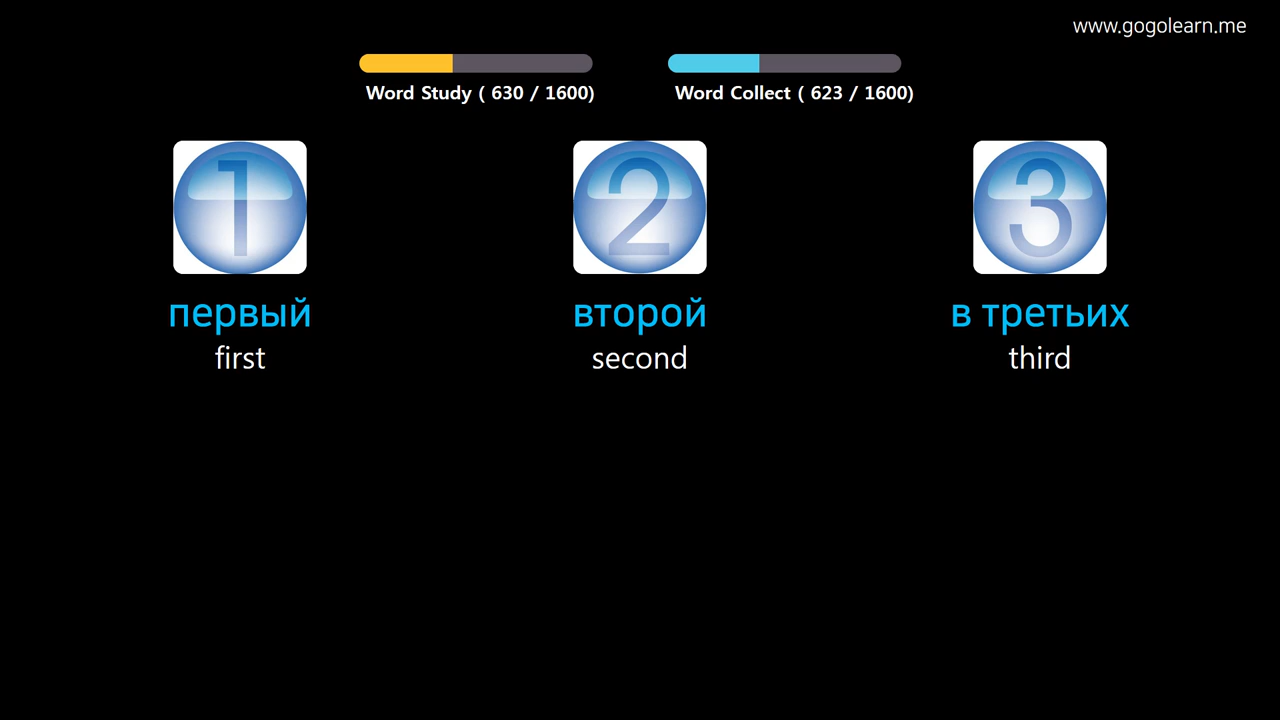 www.gogolearn.me
Word Study ( 630 / 1600)
Word Collect ( 623 / 1600)
1
2
3
первый
второй
в третьих
first
second
third